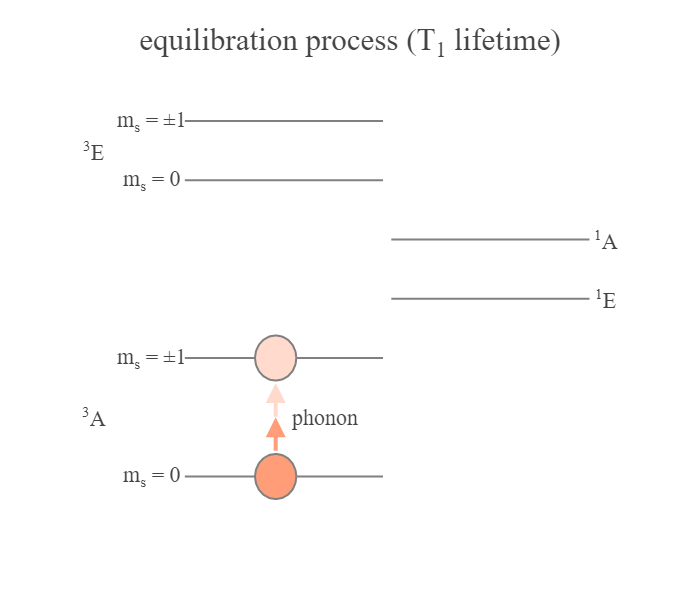 equilibration process (T₁ lifetime)
mₛ = ±1
³E
mₛ = 0
¹A
¹E
mₛ = ±1
³A
phonon
mₛ = 0